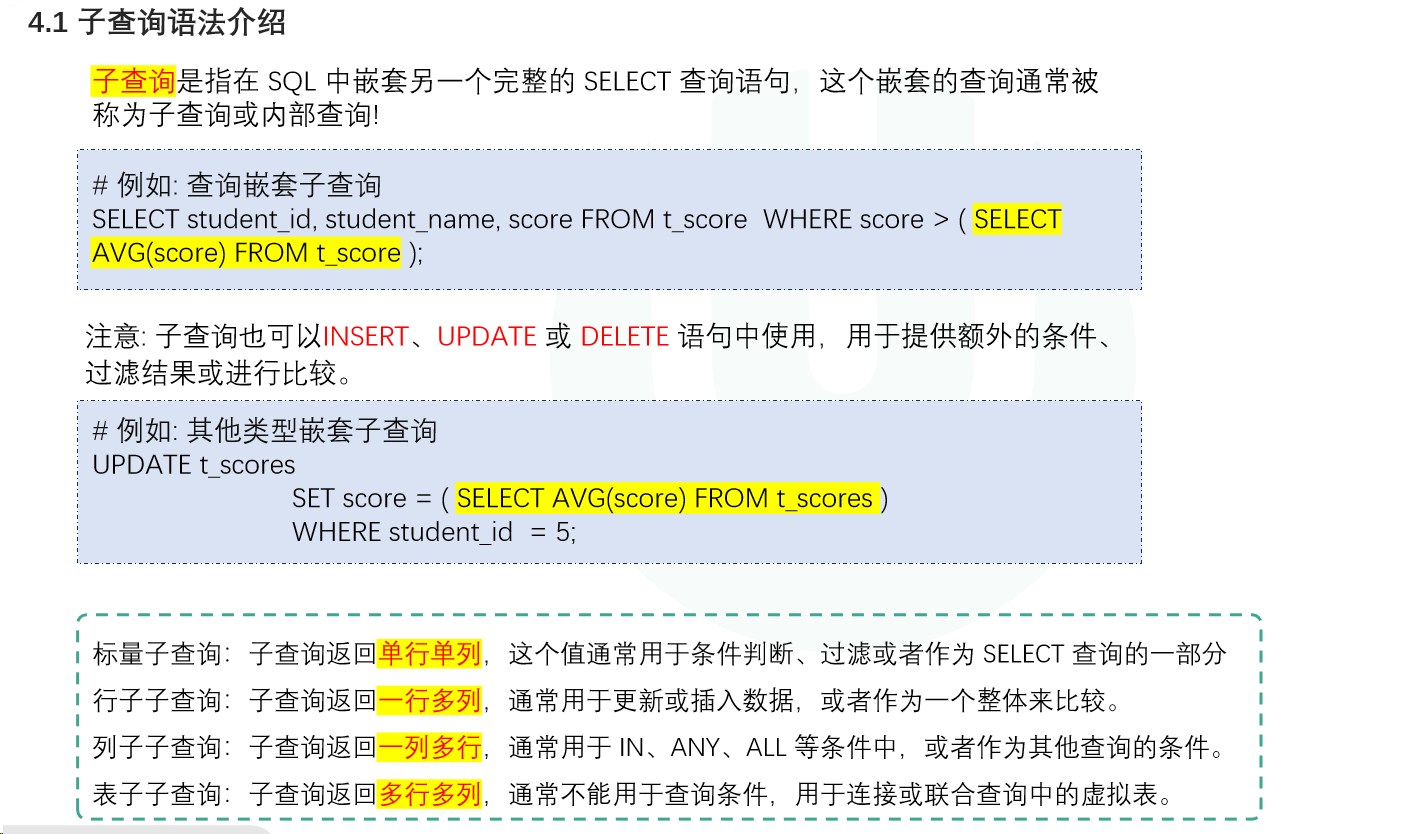 4.1 子查询语法介绍
子查询是指在 SQL 中嵌套另一个完整的 SELECT 查询语句，这个嵌套的查询通常被
称为子查询或内部查询!
# 例如: 查询嵌套子查询
SELECT student_id, student_name, score FROM t_score WHERE score > ( SELECT
AVG(score) FROM t_score );
注意: 子查询也可以INSERT、UPDATE 或 DELETE 语句中使用，用于提供额外的条件、
过滤结果或进行比较。
# 例如: 其他类型嵌套子查询
UPDATE t_scores
SET score = ( SELECT AVG(score) FROM t_scores )
WHERE student_id = 5;
标量子查询：子查询返回单行单列，这个值通常用于条件判断、过滤或者作为 SELECT 查询的一部分
行子子查询：子查询返回一行多列，通常用于更新或插入数据，或者作为一个整体来比较。
列子子查询：子查询返回一列多行，通常用于 IN、ANY、ALL 等条件中，或者作为其他查询的条件。
表子子查询：子查询返回多行多列，通常不能用于查询条件，用于连接或联合查询中的虚拟表。